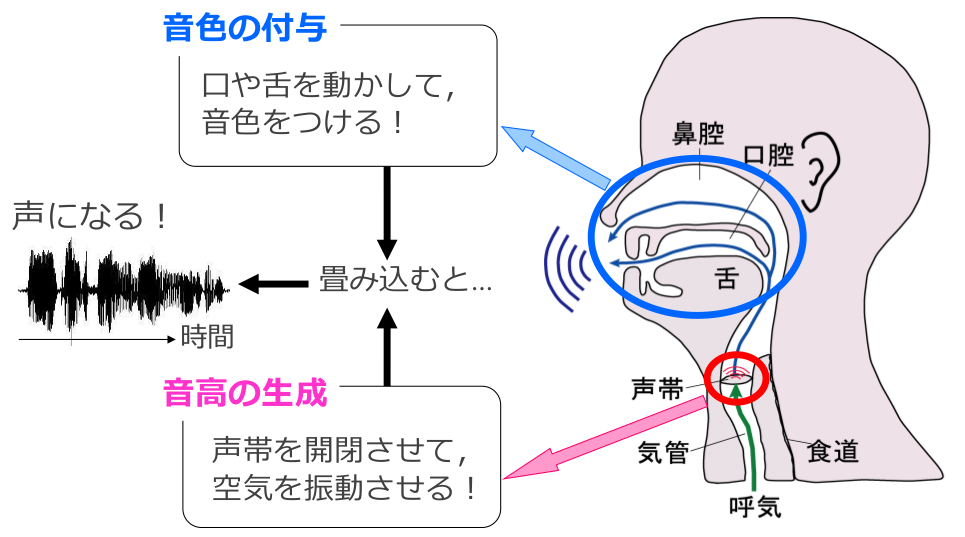 音色の付与
口や舌を動かして,
音色をつける！
声になる！
畳み込むと…
時間
音高の生成
声帯を開閉させて,
空気を振動させる！
鼻腔
口腔
舌
声帯
気管
食道
呼気